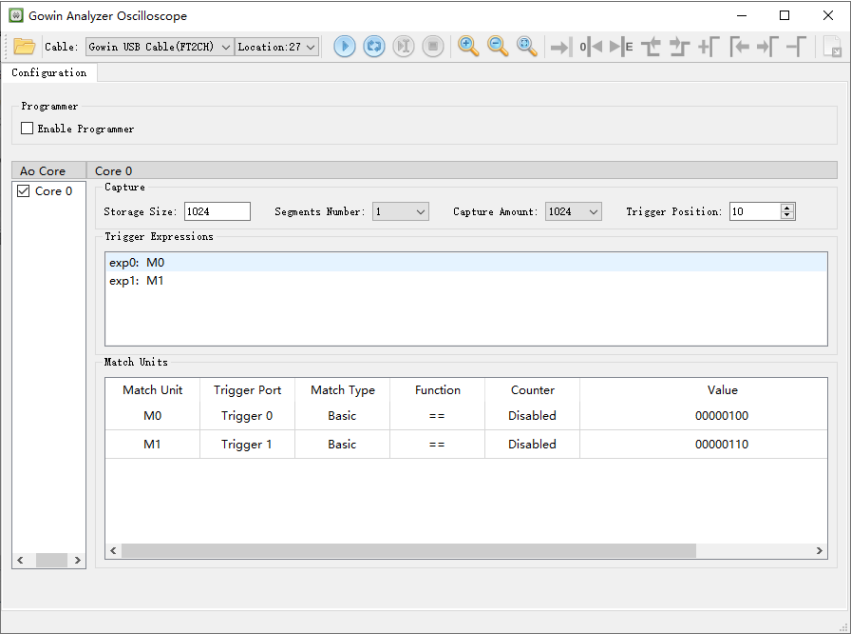 Gowin Analyzer Oscilloscope
Cable: Gowin USB Cable(FT2CH) Location:27
Configuration
Programmer
Enable Programmer
Ao Core Core 0
Core 0
Capture
Storage Size: 1024 Segments Number: 1 Capture Amount: 1024 Trigger Position: 10
Trigger Expressions
exp0: M0
exp1: M1
Match Units
Match Unit Trigger Port Match Type Function Counter Value
M0 Trigger 0 Basic == Disabled 00000100
M1 Trigger 1 Basic == Disabled 00000110